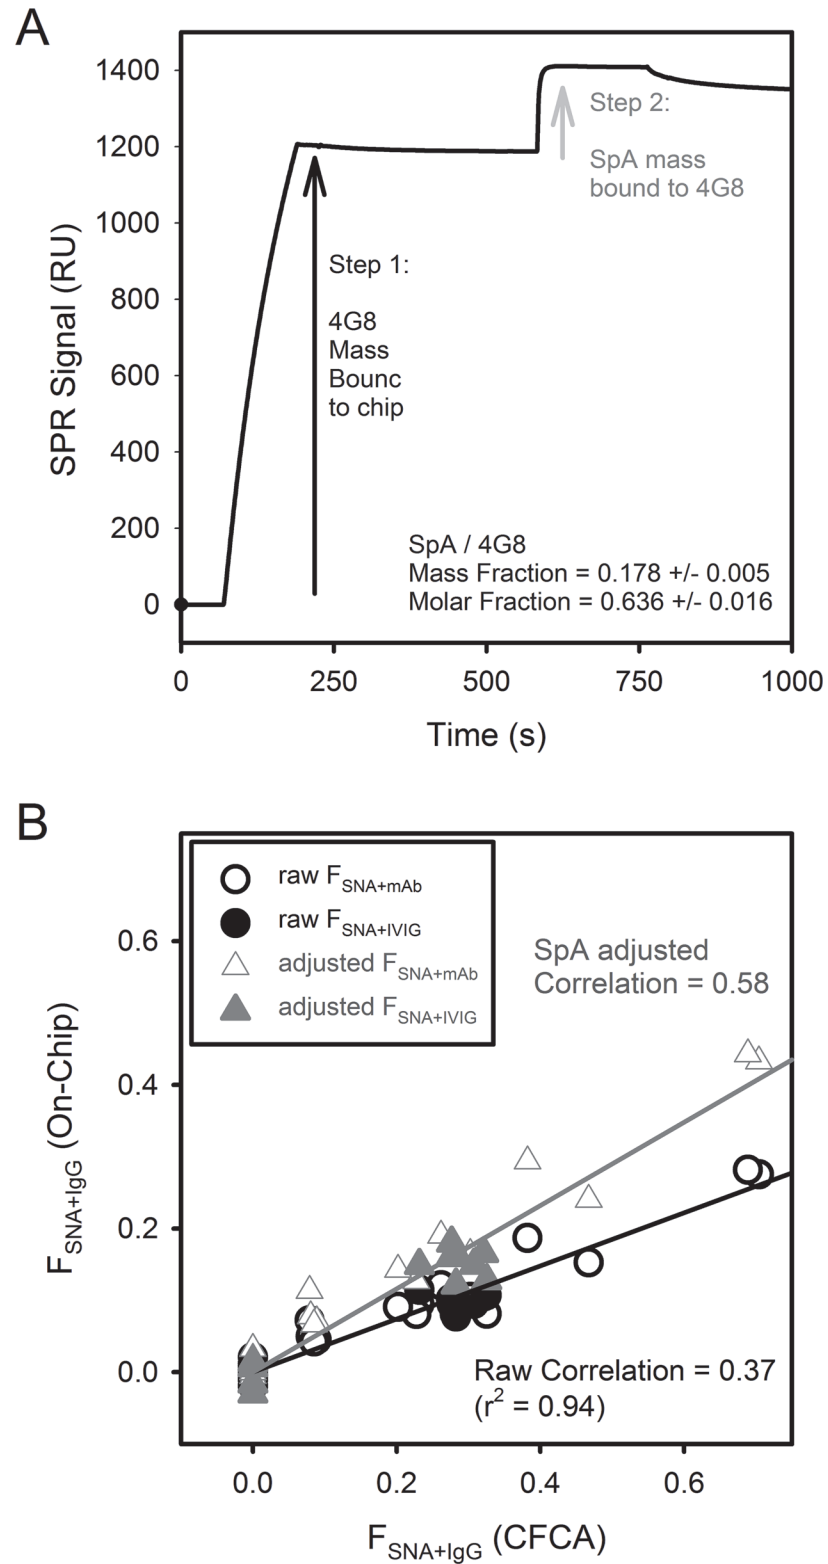 A
SPR Signal (RU)
1400
1200
1000
800
600
400
200
0
Step 1:
4G8
Mass
Bounc
to chip
Step 2:
SpA mass
bound to 4G8
SpA / 4G8
Mass Fraction = 0.178 +/- 0.005
Molar Fraction = 0.636 +/- 0.016
0 250 500 750 1000
Time (s)
B
FSNA+IgG (On-Chip)
0.6
0.4
0.2
0.0
raw FSNA+mAb
raw FSNA+IVIG
adjusted FSNA+mAb
adjusted FSNA+IVIG
SpA adjusted
Correlation = 0.58
Raw Correlation = 0.37
(r2 = 0.94)
0.0 0.2 0.4 0.6
FSNA+IgG (CFCA)